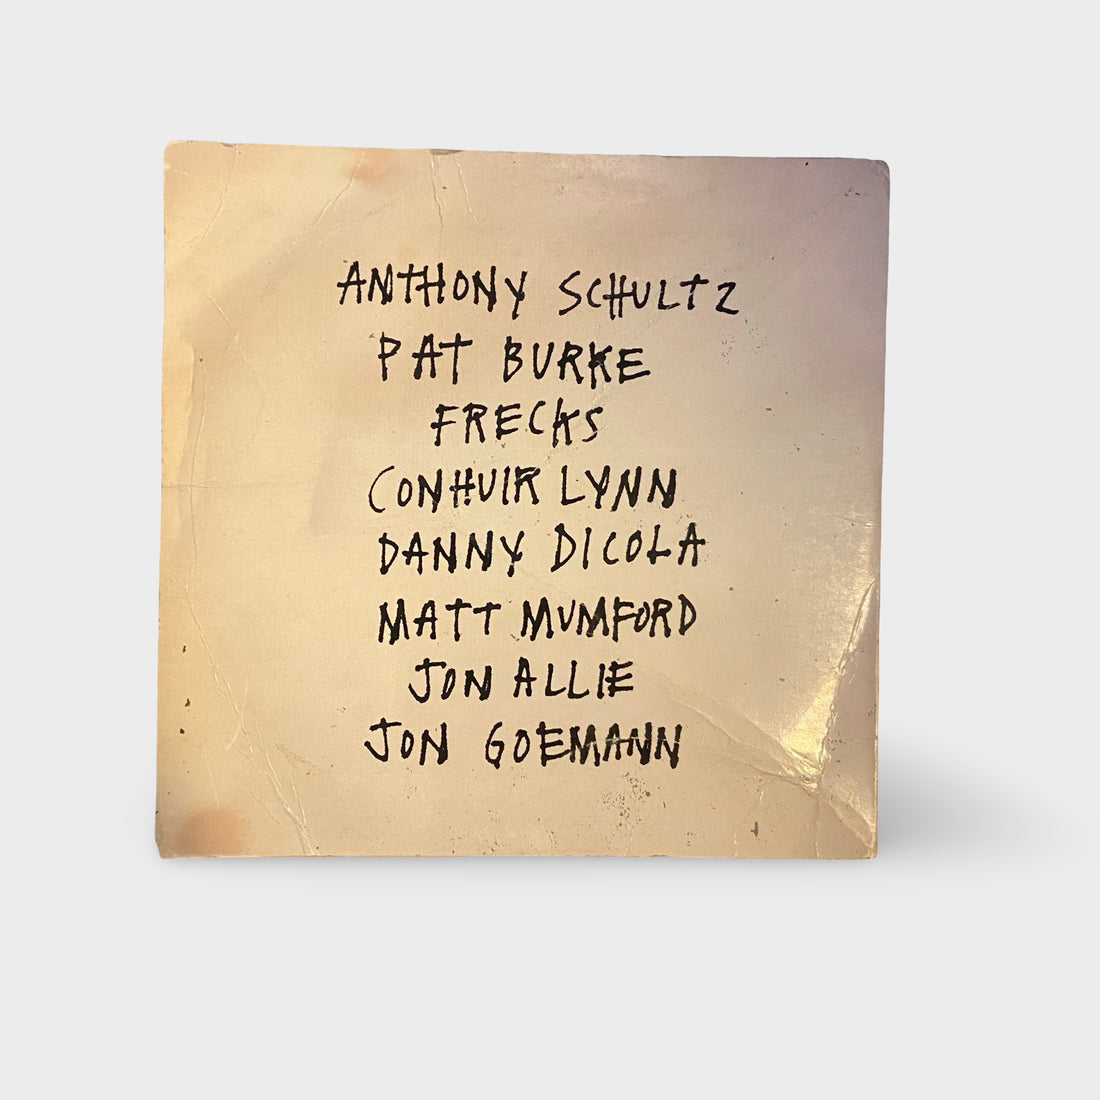 ANTHONY SCHULTZ
PAT BURKE
FRECKS
CONHUIR LYNN
DANNY DICOLA
MATT MUMFORD
JON ALLIE
JON GOEMANN